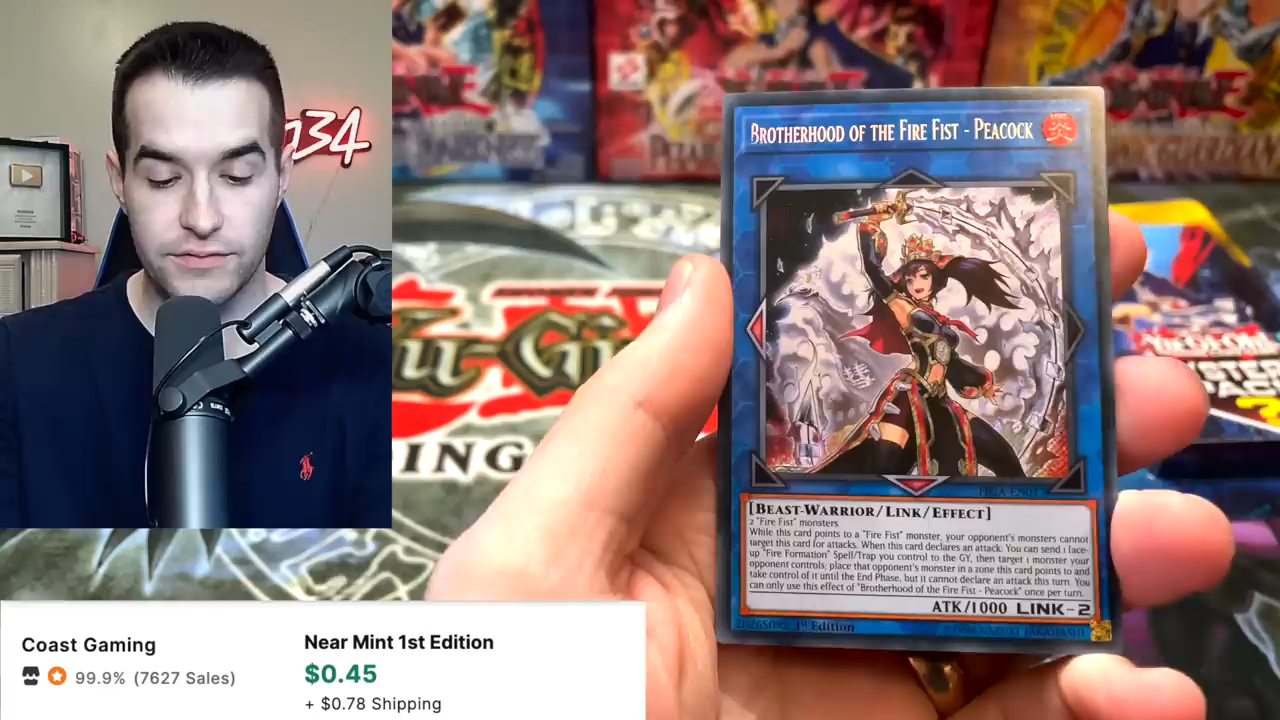 034
BROTHERHOOD OF THE FIRE FIST - PEACOCK
炎
[BEAST-WARRIOR/LINK/EFFECT]
2 "Fire Fist" monsters
While this card points to a "Fire Fist" monster, your opponent's monsters cannot
target this card for attacks. When this card declares an attack: You can send 1 face-
up "Fire Formation" Spell/Trap you control to the GY, then target 1 monster your
opponent controls; place that opponent's monster in a zone this card points to and
take control of it until the End Phase, but it cannot declare an attack this turn. You
can only use this effect of "Brotherhood of the Fire Fist - Peacock" once per turn.
ATK/1000 LINK-2
1st Edition
Coast Gaming
99.9% (7627 Sales)
Near Mint 1st Edition
$0.45
+ $0.78 Shipping